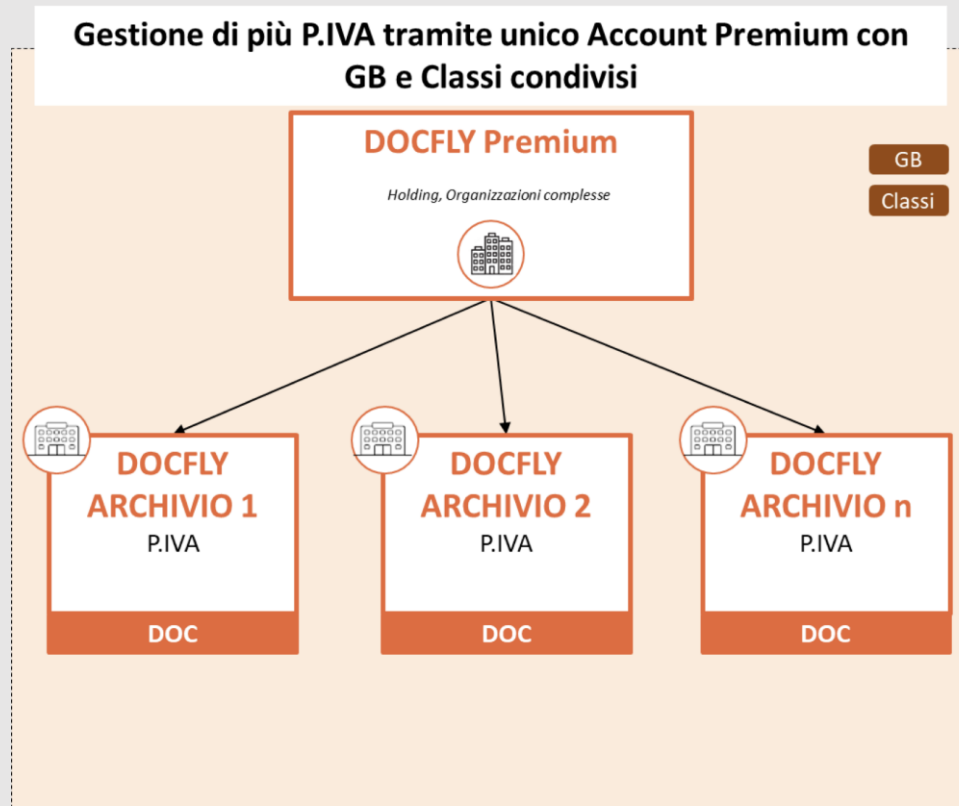 Gestione di più P.IVA tramite unico Account Premium con
GB e Classi condivisi
DOCFLY Premium
Holding, Organizzazioni complesse
GB
Classi
DOCFLY
ARCHIVIO 1
P.IVA
DOC
DOCFLY
ARCHIVIO 2
P.IVA
DOC
DOCFLY
ARCHIVIO n
P.IVA
DOC